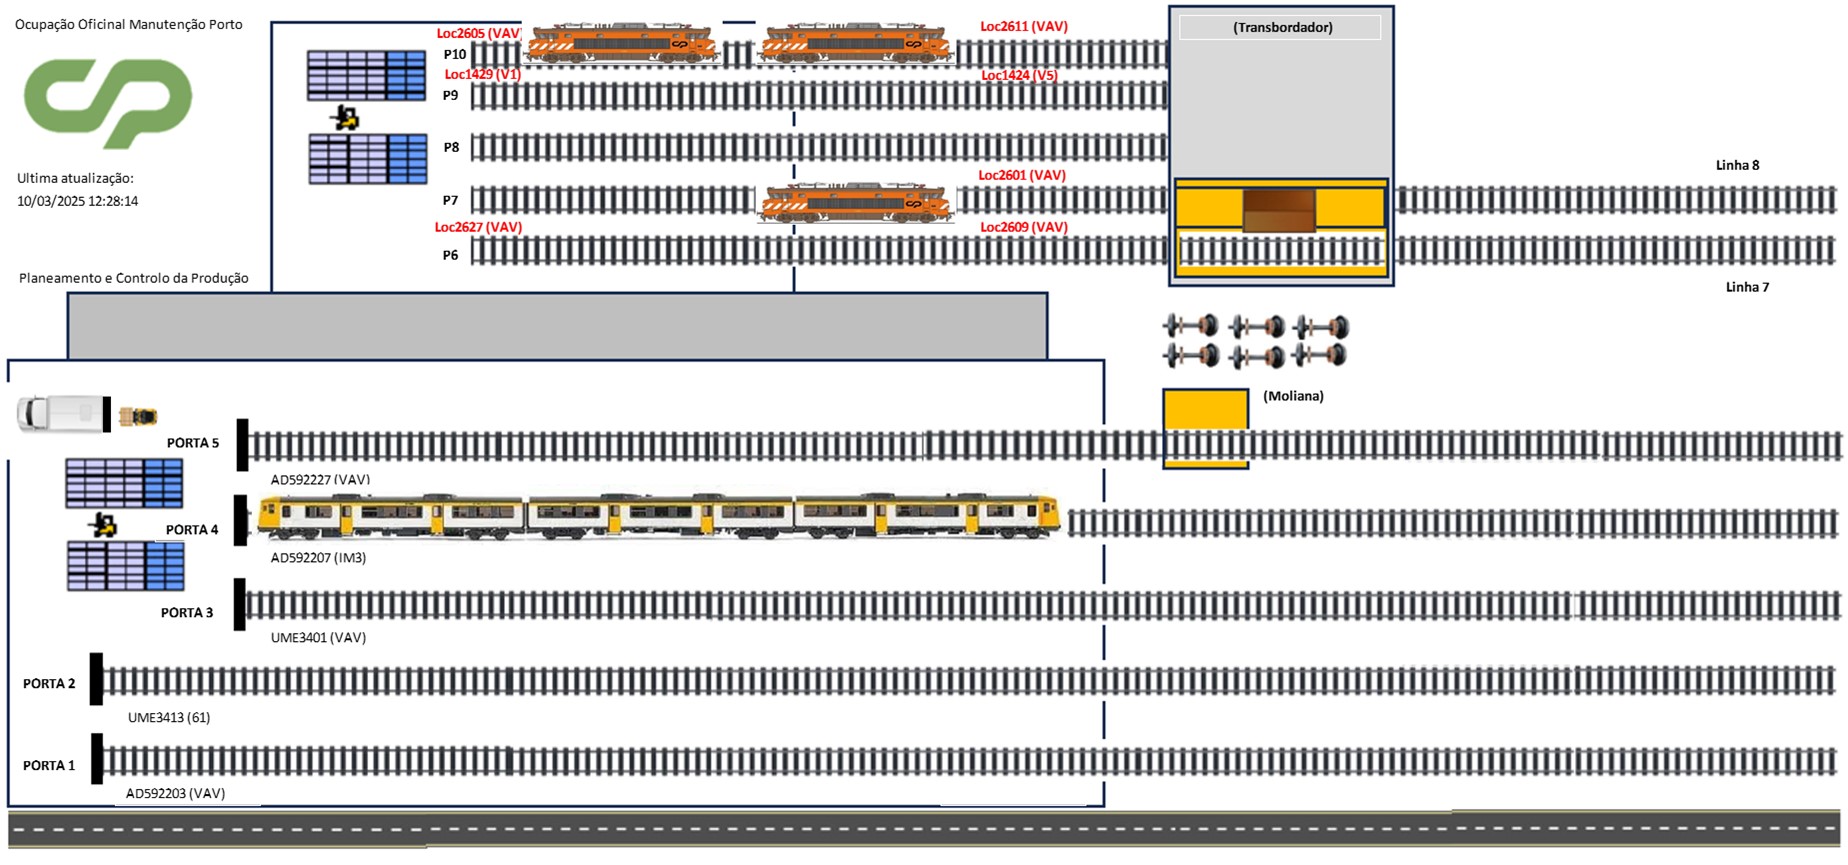 Ocupação Oficinal Manutenção Porto
cp
Ultima atualização:
10/03/2025 12:28:14
Planeamento e Controlo da Produção
Loc2605 (VAV)
Loc2611 (VAV)
P10
Loc1429 (V1)
Loc1424 (V5)
P9
P8
Loc2601 (VAV)
P7
Loc2627 (VAV)
Loc2609 (VAV)
P6
(Transbordador)
Linha 8
Linha 7
(Moliana)
PORTA 5
AD592227 (VAV)
PORTA 4
AD592207 (IM3)
PORTA 3
UME3401 (VAV)
PORTA 2
UME3413 (61)
PORTA 1
AD592203 (VAV)